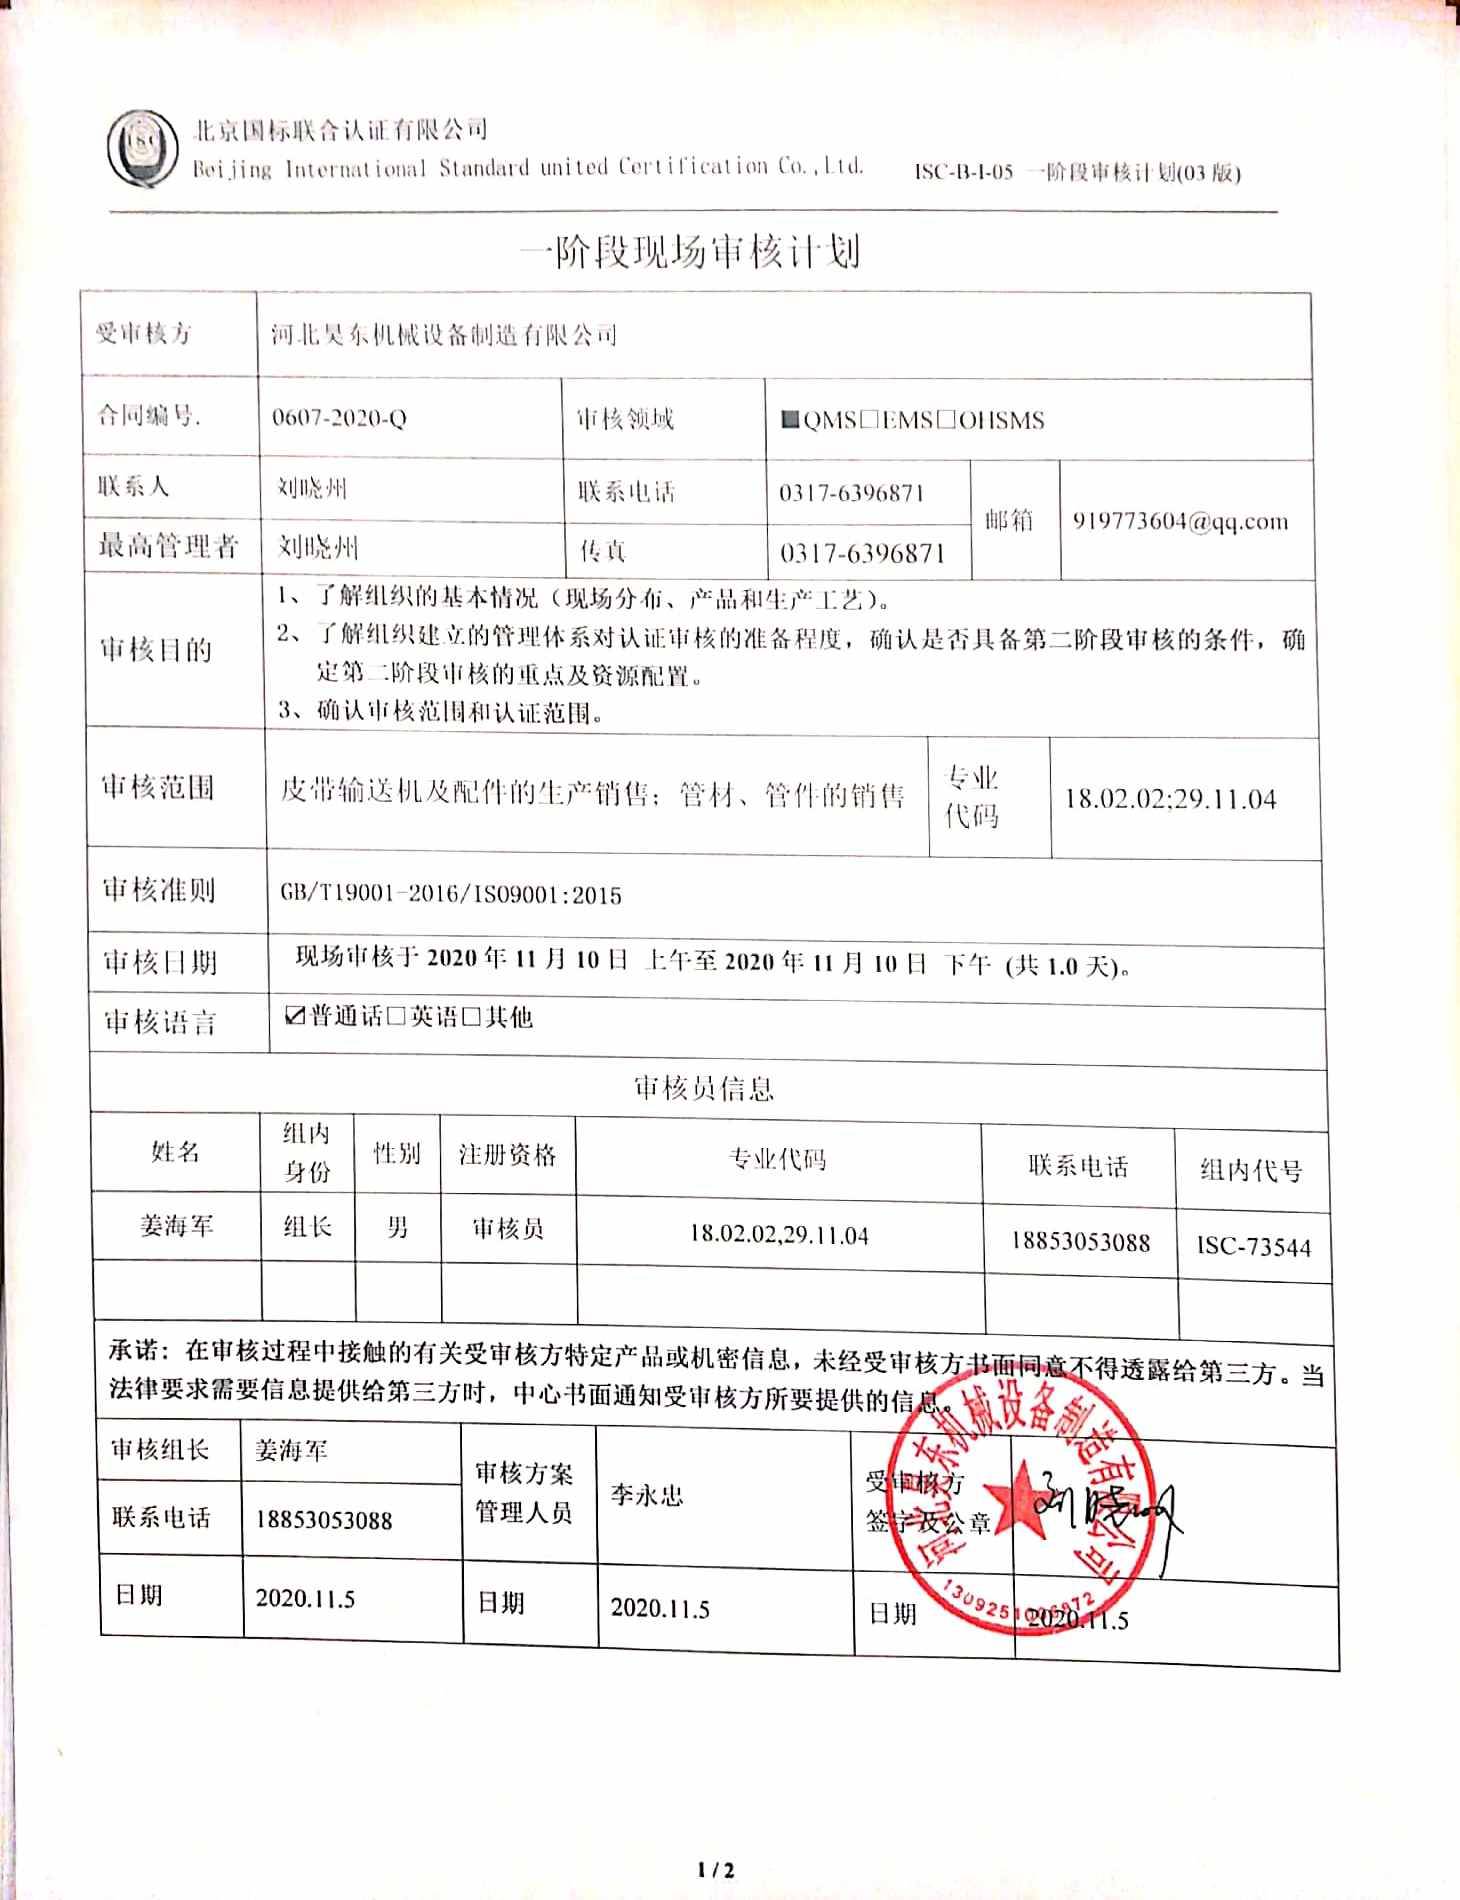 北京国标联合认证有限公司
Beijing International Standard united Certification Co.,Ltd. ISC-B-I-05 一阶段审核计划(03版)
一阶段现场审核计划
受审核方 河北昊东机械设备制造有限公司
合同编号. 0607-2020-Q 审核领域 ■QMS□EMS□OHSMS
联系人 刘晓州 联系电话 0317-6396871 邮箱 919773604@qq.com
最高管理者 刘晓州 传真 0317-6396871
审核目的 1、了解组织的基本情况（现场分布、产品和生产工艺）。
2、了解组织建立的管理体系对认证审核的准备程度，确认是否具备第二阶段审核的条件，确
定第二阶段审核的重点及资源配置。
3、确认审核范围和认证范围。
审核范围 皮带输送机及配件的生产销售；管材、管件的销售 专业
代码 18.02.02;29.11.04
审核准则 GB/T19001-2016/ISO9001:2015
审核日期 现场审核于 2020 年 11 月 10 日 上午至 2020 年 11 月 10 日 下午 (共 1.0 天)。
审核语言 ☑普通话□英语□其他
审核员信息
姓名 组内
身份 性别 注册资格 专业代码 联系电话 组内代号
姜海军 组长 男 审核员 18.02.02,29.11.04 18853053088 ISC-73544
承诺：在审核过程中接触的有关受审核方特定产品或机密信息，未经受审核方书面同意不得透露给第三方。当
法律要求需要信息提供给第三方时，中心书面通知受审核方所要提供的信息。
审核组长 姜海军 审核方案
管理人员 李永忠 受审核方
签字及公章 刘晓州
联系电话 18853053088
日期 2020.11.5 日期 2020.11.5 日期 2020.11.5
河北昊东机械设备制造有限公司
1 / 2